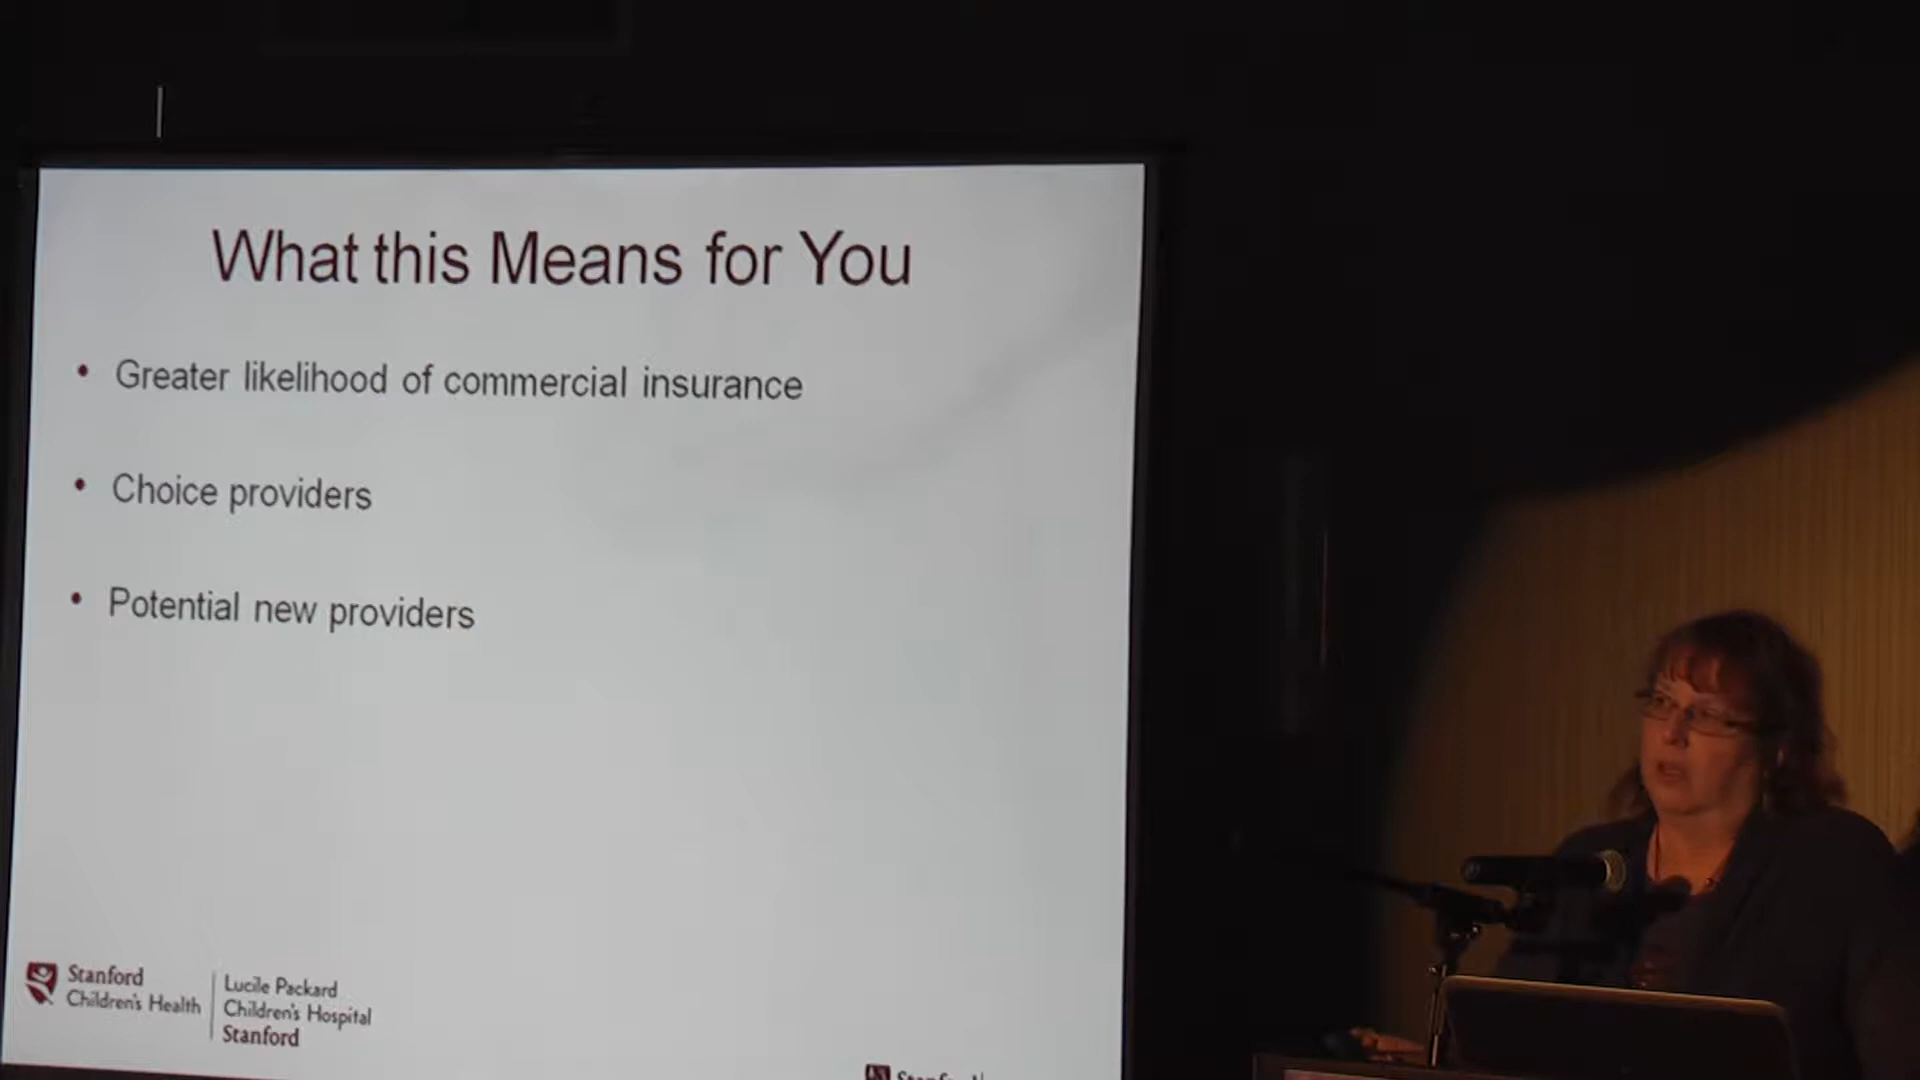 What this Means for You
• Greater likelihood of commercial insurance
• Choice providers
• Potential new providers
Stanford
Children's Health
Lucile Packard
Children's Hospital
Stanford